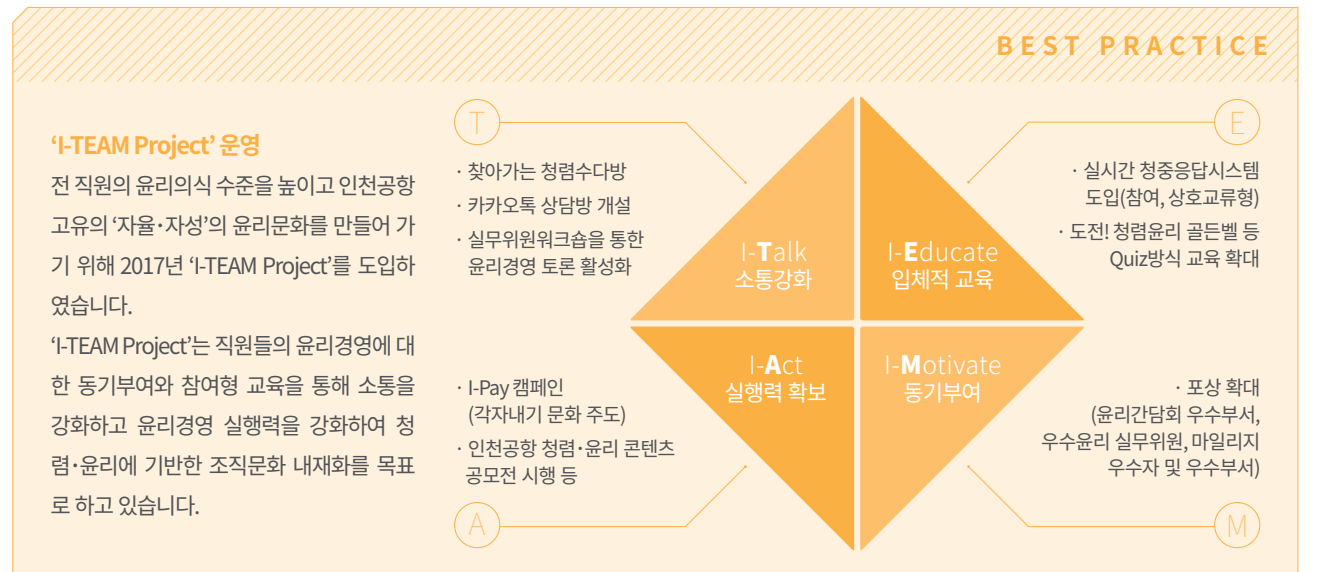 BEST PRACTICE
‘I-TEAM Project’ 운영
전 직원의 윤리의식 수준을 높이고 인천공항
고유의 ‘자율·자성’의 윤리문화를 만들어 가
기 위해 2017년 ‘I-TEAM Project’를 도입하
였습니다.
‘I-TEAM Project’는 직원들의 윤리경영에 대
한 동기부여와 참여형 교육을 통해 소통을
강화하고 윤리경영 실행력을 강화하여 청
렴·윤리에 기반한 조직문화 내재화를 목표
로 하고 있습니다.
T
· 찾아가는 청렴수다방
· 카카오톡 상담방 개설
· 실무위원워크숍을 통한
윤리경영 토론 활성화
I-Talk
소통강화
I-Educate
입체적 교육
E
· 실시간 청중응답시스템
도입(참여, 상호교류형)
· 도전! 청렴윤리 골든벨 등
Quiz방식 교육 확대
· I-Pay 캠페인
(각자내기 문화 주도)
· 인천공항 청렴·윤리 콘텐츠
공모전 시행 등
A
I-Act
실행력 확보
I-Motivate
동기부여
· 포상 확대
(윤리간담회 우수부서,
우수윤리 실무위원, 마일리지
우수자 및 우수부서)
M